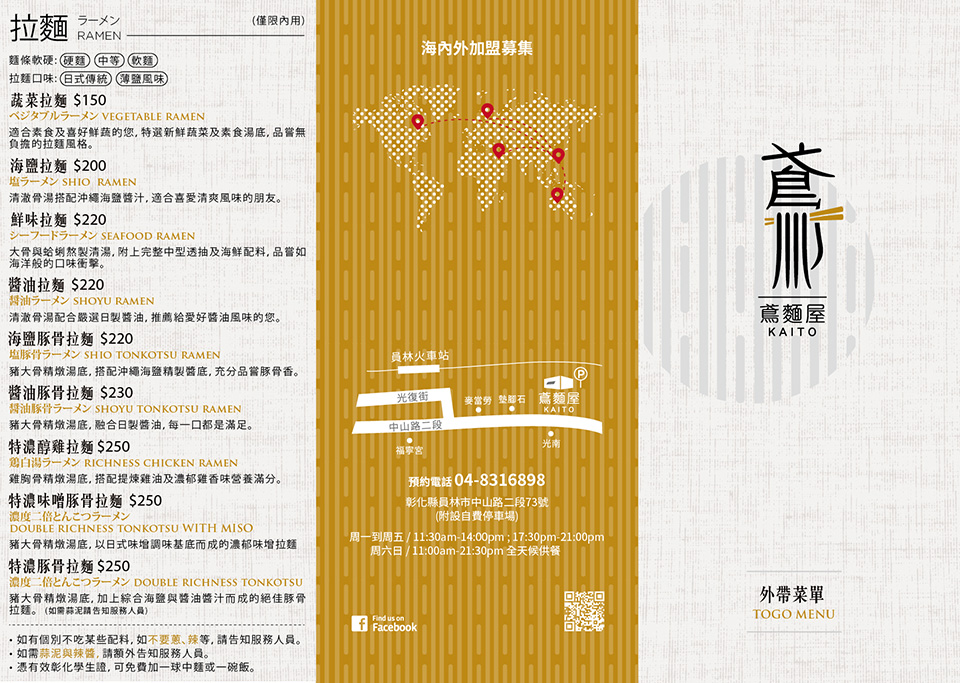 拉麵 ラーメン RAMEN (僅限內用)
麵條軟硬: 硬麵 中等 軟麵
拉麵口味: 日式傳統 薄鹽風味
蔬菜拉麵 $150
ベジタブルラーメン VEGETABLE RAMEN
適合素食及喜好鮮蔬的您, 特選新鮮蔬菜及素食湯底, 品嘗無
負擔的拉麵風格。
海鹽拉麵 $200
塩ラーメン SHIO RAMEN
清澈骨湯搭配沖繩海鹽醬汁, 適合喜愛清爽風味的朋友。
鮮味拉麵 $220
シーフードラーメン SEAFOOD RAMEN
大骨與蛤蜊熬製清湯, 附上完整中型透抽及海鮮配料, 品嘗如
海洋般的口味衝擊。
醬油拉麵 $220
醤油ラーメン SHOYU RAMEN
清澈骨湯配合嚴選日製醬油, 推薦給愛好醬油風味的您。
海鹽豚骨拉麵 $220
塩豚骨ラーメン SHIO TONKOTSU RAMEN
豬大骨精燉湯底, 搭配沖繩海鹽精製醬底, 充分品嘗豚骨香。
醬油豚骨拉麵 $230
醤油豚骨ラーメン SHOYU TONKOTSU RAMEN
豬大骨精燉湯底, 融合日製醬油, 每一口都是滿足。
特濃醇雞拉麵 $250
鶏白湯ラーメン RICHNESS CHICKEN RAMEN
雞胸骨精燉湯底, 搭配提煉雞油及濃郁雞香味營養滿分。
特濃味噌豚骨拉麵 $250
濃度二倍とんこつラーメン
DOUBLE RICHNESS TONKOTSU WITH MISO
豬大骨精燉湯底, 以日式味增調味基底而成的濃郁味增拉麵
特濃豚骨拉麵 $250
濃度二倍とんこつラーメン DOUBLE RICHNESS TONKOTSU
豬大骨精燉湯底, 加上綜合海鹽與醬油醬汁而成的絕佳豚骨
拉麵。 (如需蒜泥請告知服務人員)
・如有個別不吃某些配料, 如不要蔥、辣等, 請告知服務人員。
・如需蒜泥與辣醬, 請額外告知服務人員。
・憑有效彰化學生證, 可免費加一球中麵或一碗飯。
海內外加盟募集
員林火車站
P
光復街
麥當勞 墊腳石 鳶麵屋
KAITO
中山路二段
福寧宮
光南
預約電話 04-8316898
彰化縣員林市中山路二段73號
(附設自費停車場)
周一到周五 / 11:30am-14:00pm ; 17:30pm-21:00pm
周六日 / 11:00am-21:30pm 全天候供餐
f Find us on
Facebook
鳶
鳶麵屋
KAITO
外帶菜單
TOGO MENU